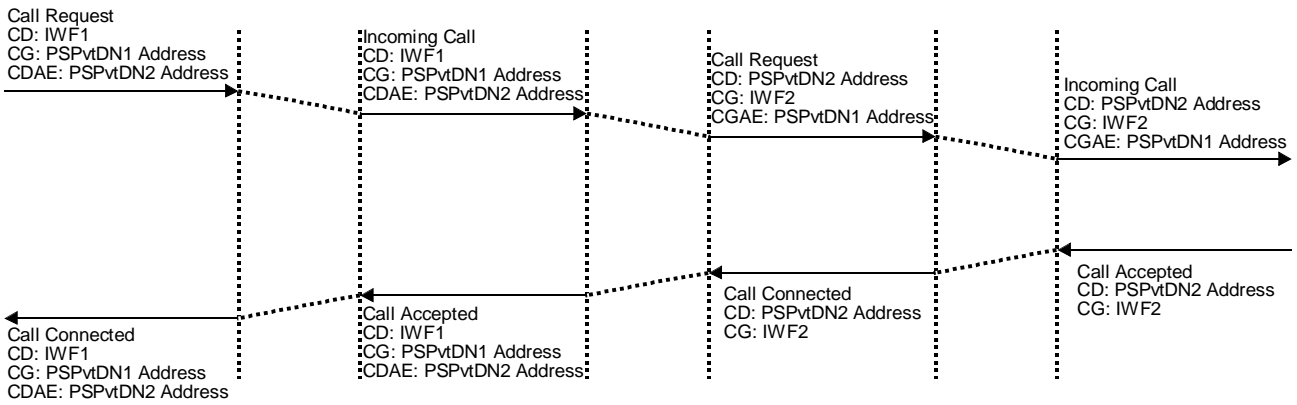 Call Request
CD: IWF1
CG: PSPvtDN1 Address
CDAE: PSPvtDN2 Address
Incoming Call
CD: IWF1
CG: PSPvtDN1 Address
CDAE: PSPvtDN2 Address
Call Request
CD: PSPvtDN2 Address
CG: IWF2
CGAE: PSPvtDN1 Address
Incoming Call
CD: PSPvtDN2 Address
CG: IWF2
CGAE: PSPvtDN1 Address
Call Connected
CD: IWF1
CG: PSPvtDN1 Address
CDAE: PSPvtDN2 Address
Call Accepted
CD: IWF1
CG: PSPvtDN1 Address
CDAE: PSPvtDN2 Address
Call Connected
CD: PSPvtDN2 Address
CG: IWF2
Call Accepted
CD: PSPvtDN2 Address
CG: IWF2